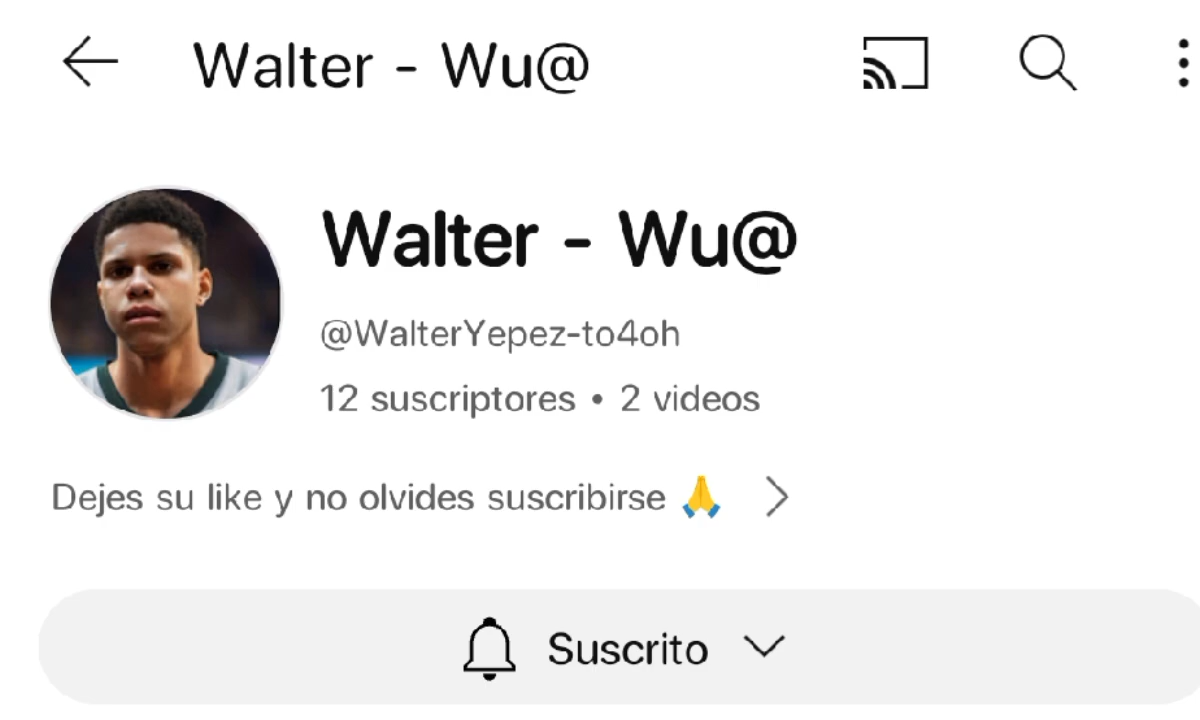 Walter - Wu@
Walter - Wu@
@WalterYepez-to4oh
12 suscriptores • 2 videos
Dejes su like y no olvides suscribirse 🙏
Suscrito